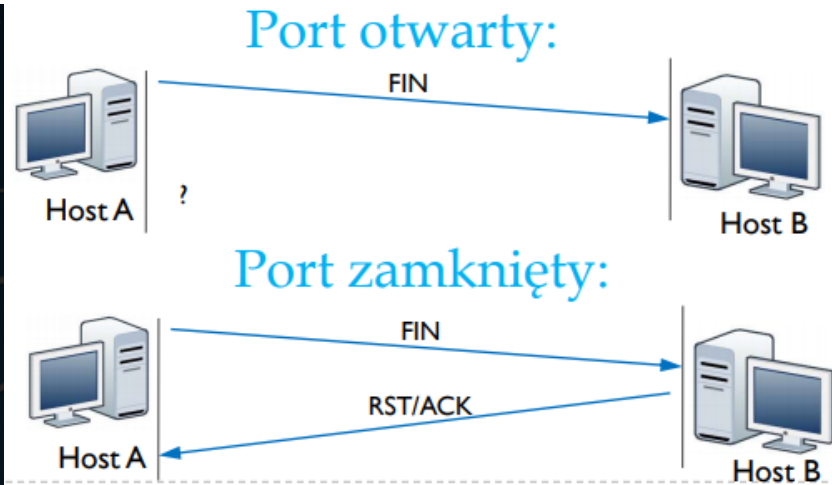 Port otwarty:
FIN
?
Host A
Host B
Port zamknięty:
FIN
RST/ACK
Host A
Host B